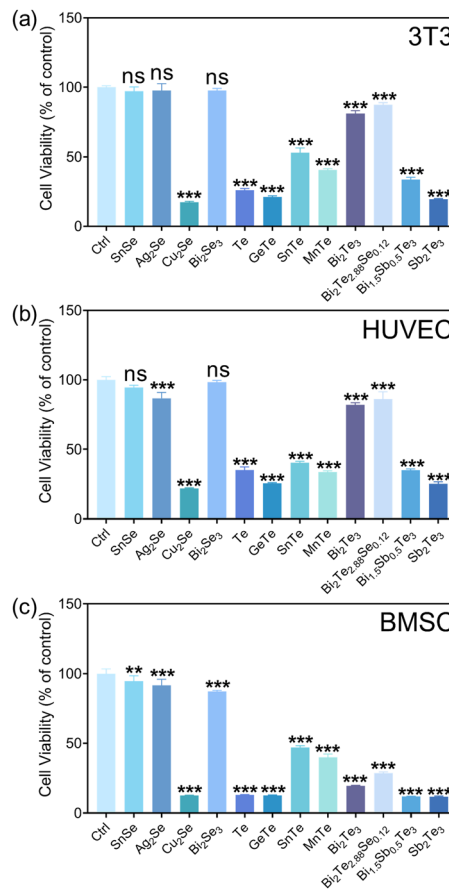 (a)
3T3
Cell Viability (% of control)
150
100
50
0
ns
ns
***
ns
***
***
***
***
***
***
***
***
Ctrl
SnSe
Ag₂Se
Cu₂Se
Bi₂Se₃
Te
GeTe
SnTe
MnTe
Bi₂Te₃
Bi₂Te₂.₈₈Se₀.₁₂
Bi₁.₅Sb₀.₅Te₃
Sb₂Te₃
(b)
HUVEC
Cell Viability (% of control)
150
100
50
0
ns
***
***
ns
***
***
***
***
***
***
***
***
Ctrl
SnSe
Ag₂Se
Cu₂Se
Bi₂Se₃
Te
GeTe
SnTe
MnTe
Bi₂Te₃
Bi₂Te₂.₈₈Se₀.₁₂
Bi₁.₅Sb₀.₅Te₃
Sb₂Te₃
(c)
BMSC
Cell Viability (% of control)
150
100
50
0
**
***
***
***
***
***
***
***
***
***
***
***
Ctrl
SnSe
Ag₂Se
Cu₂Se
Bi₂Se₃
Te
GeTe
SnTe
MnTe
Bi₂Te₃
Bi₂Te₂.₈₈Se₀.₁₂
Bi₁.₅Sb₀.₅Te₃
Sb₂Te₃